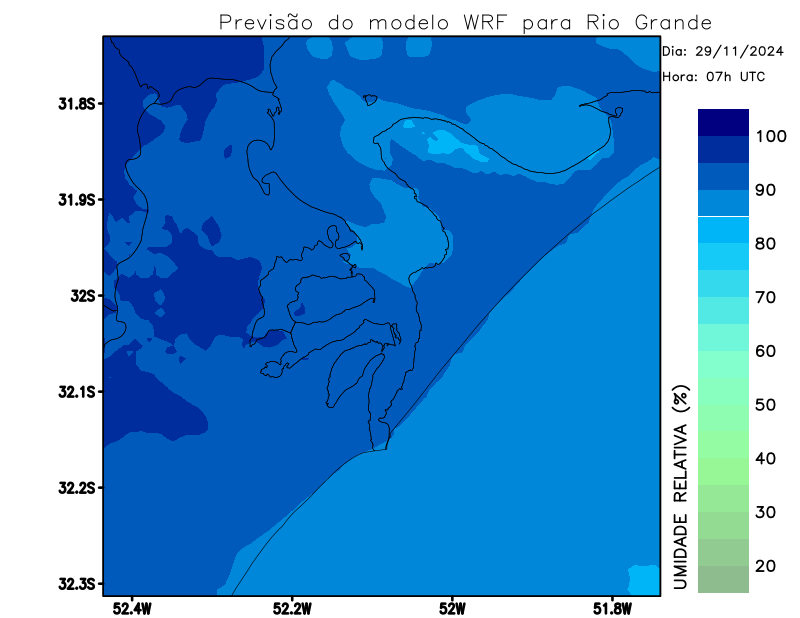 Previsão do modelo WRF para Rio Grande
Dia: 29/11/2024
Hora: 07h UTC
31.8S
31.9S
32S
32.1S
32.2S
32.3S
52.4W
52.2W
52W
51.8W
100
90
80
70
60
50
40
30
20
UMIDADE RELATIVA (%)